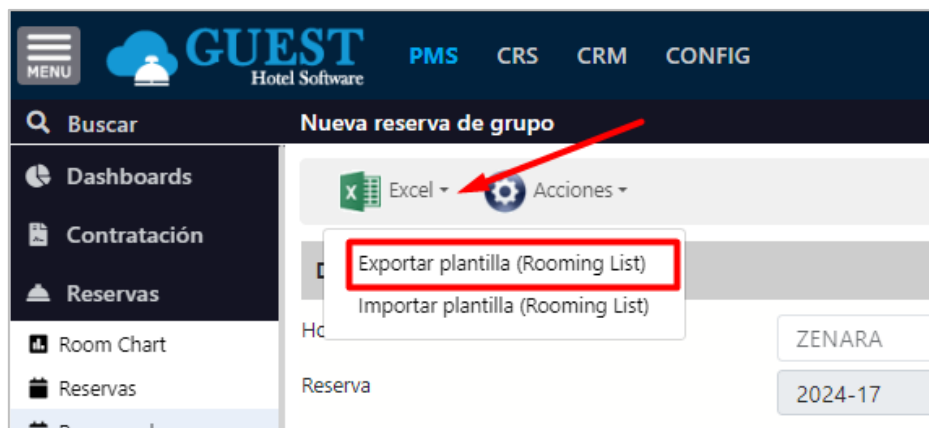 MENU
GUEST
Hotel Software
PMS CRS CRM CONFIG
Buscar
Nueva reserva de grupo
Dashboards
Contratación
Reservas
Room Chart
Reservas
Excel
Acciones
Exportar plantilla (Rooming List)
Importar plantilla (Rooming List)
ZENARA
Reserva
2024-17